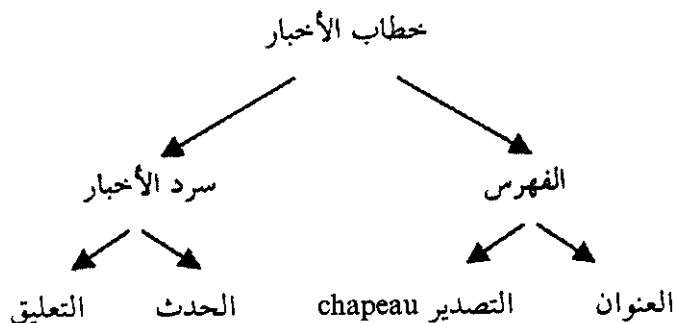 خطاب الأخبار
الفهرس سرد الأخبار
العنوان التصدير chapeau الحدث التعليق